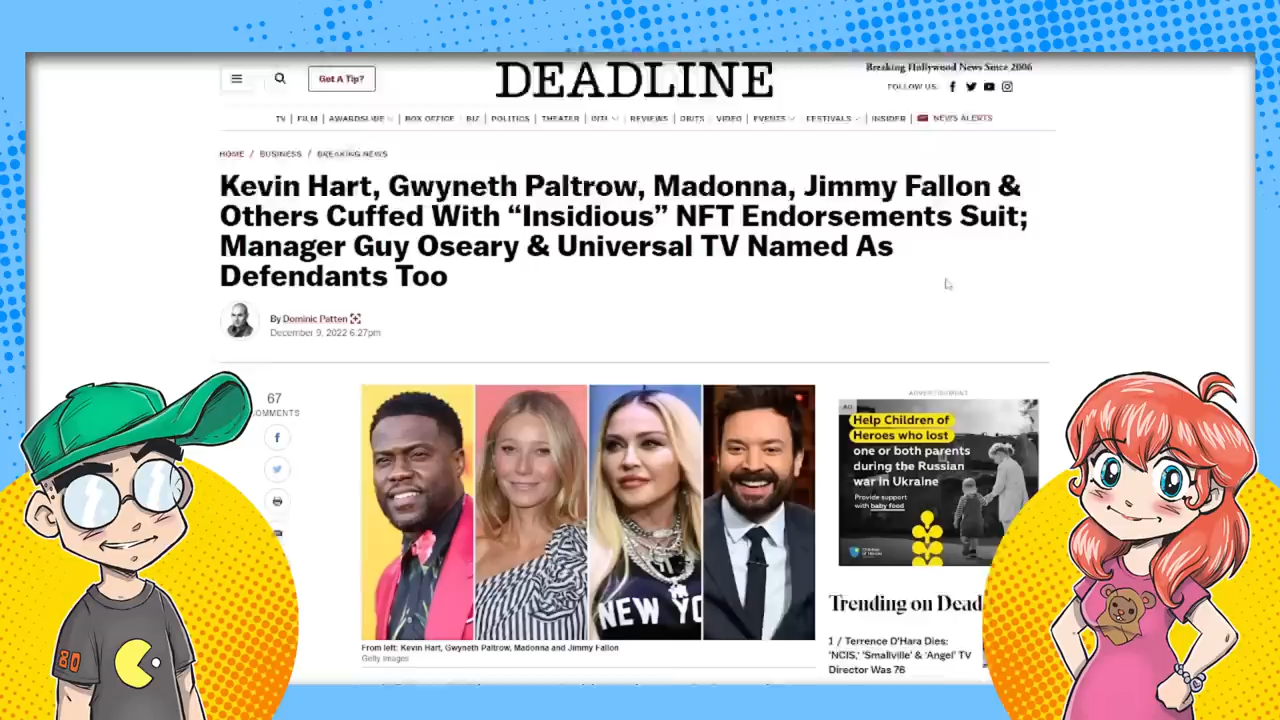 Got A Tip?
DEADLINE
Breaking Hollywood News Since 2006
FOLLOW US:
TV | FILM | AWARDSLINE | BOX OFFICE | BIZ | POLITICS | THEATER | INTL | REVIEWS | OBITS | VIDEO | EVENTS | FESTIVALS | INSIDER | NEWS ALERTS
HOME / BUSINESS / BREAKING NEWS
Kevin Hart, Gwyneth Paltrow, Madonna, Jimmy Fallon &
Others Cuffed With “Insidious” NFT Endorsements Suit;
Manager Guy Oseary & Universal TV Named As
Defendants Too
By Dominic Patten
December 9, 2022 6:27pm
67
OMMENTS
NEW YO
From left: Kevin Hart, Gwyneth Paltrow, Madonna and Jimmy Fallon
Getty Images
ADVERTISEMENT
AD
Help Children of
Heroes who lost
one or both parents
during the Russian
war in Ukraine
Provide support
with baby food
Children
of Heroes
Trending on Dead
1 / Terrence O'Hara Dies:
'NCIS,' 'Smallville' & 'Angel' TV
Director Was 76
80